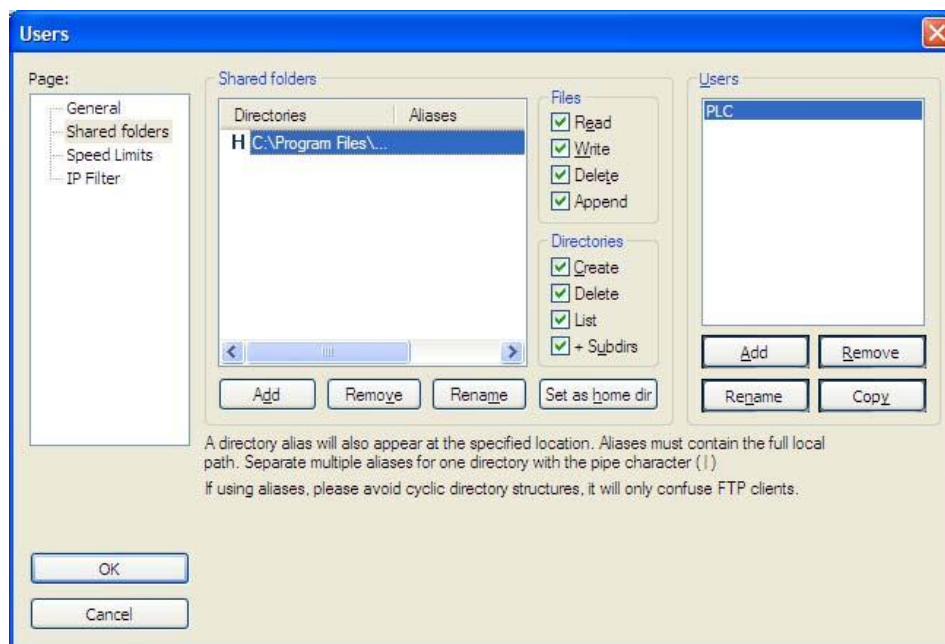 Users
Page:
General
Shared folders
Speed Limits
IP Filter
Shared folders
Directories Aliases
H C:\Program Files\...
Files
Read
Write
Delete
Append
Directories
Create
Delete
List
+ Subdirs
Add Remove Rename Set as home dir
Users
PLC
Add Remove
Rename Copy
A directory alias will also appear at the specified location. Aliases must contain the full local
path. Separate multiple aliases for one directory with the pipe character ( | )
If using aliases, please avoid cyclic directory structures, it will only confuse FTP clients.
OK
Cancel